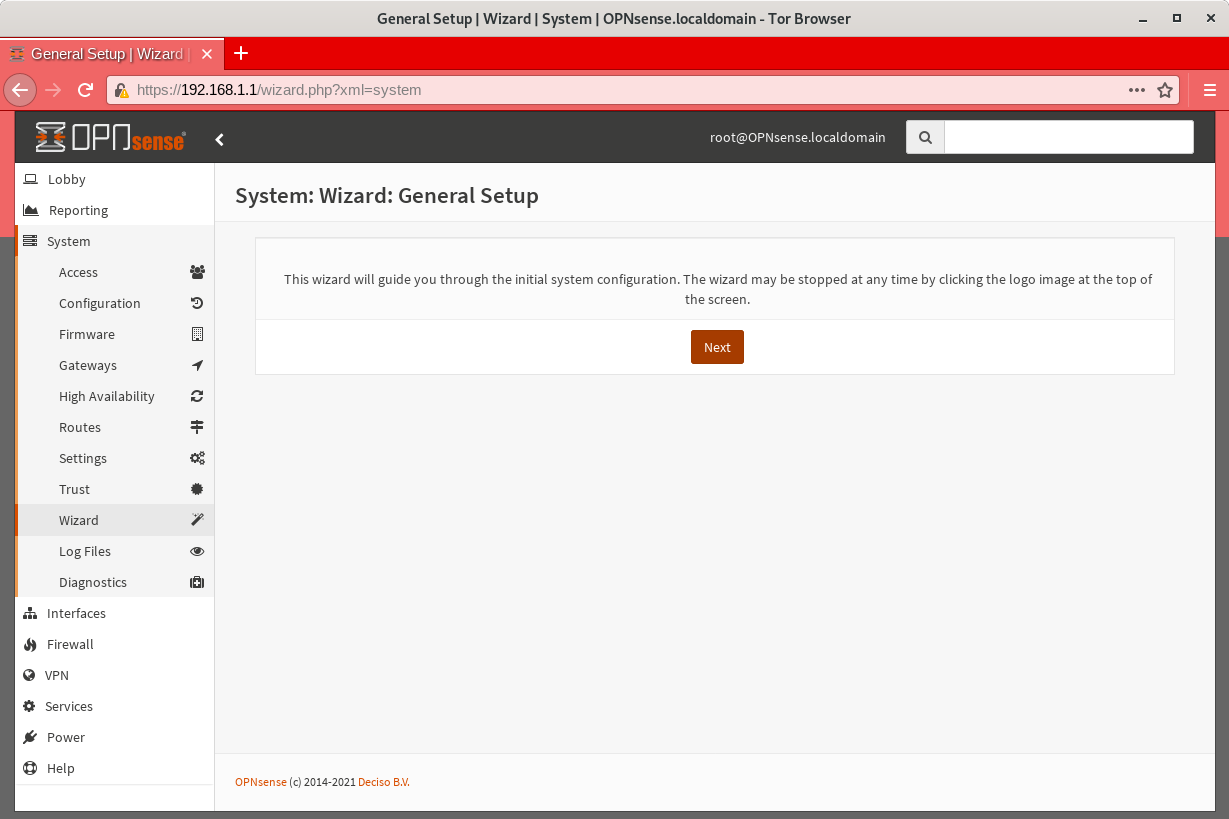 General Setup | Wizard | System | OPNsense.localdomain - Tor Browser
General Setup | Wizard |
https://192.168.1.1/wizard.php?xml=system
OPNsense
root@OPNsense.localdomain
Lobby
Reporting
System
Access
Configuration
Firmware
Gateways
High Availability
Routes
Settings
Trust
Wizard
Log Files
Diagnostics
Interfaces
Firewall
VPN
Services
Power
Help
System: Wizard: General Setup
This wizard will guide you through the initial system configuration. The wizard may be stopped at any time by clicking the logo image at the top of
the screen.
Next
OPNsense (c) 2014-2021 Deciso B.V.